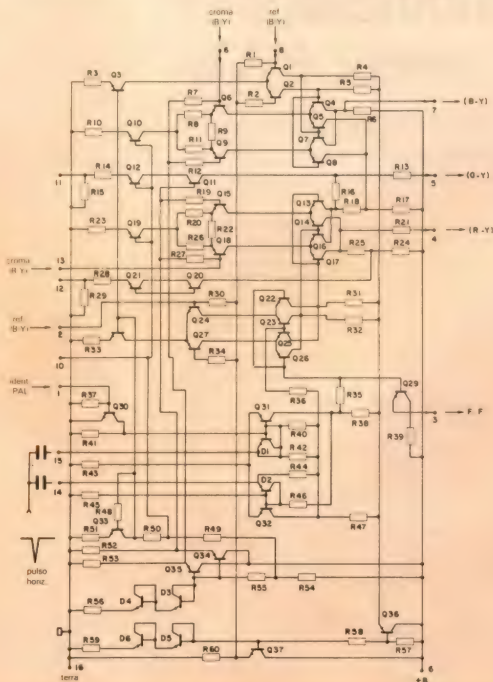 croma
(B-Y)
ref
(B-Y)
6
8
R1
R3
Q3
Q1
R4
R2
Q2
R5
R7
Q6
Q4
(B-Y)
R8
Q5
R6
7
R10
Q10
R9
Q7
R11
Q9
Q8
R14
Q12
R12
R13
(G-Y)
11
Q11
5
R15
R19
Q15
Q13
R16
R18
R17
R23
Q19
R20
Q14
R21
(R-Y)
R22
4
croma
(B-Y)
13
R26
Q18
Q16
R25
R24
R27
Q17
12
R28
Q21
Q20
R29
R30
Q22
R31
ref.
(B-Y)
2
Q24
Q23
R32
R33
Q27
Q25
R34
Q26
10
ident.
PAL
1
R36
R35
Q29
R37
Q30
Q31
R38
3
F. F
R41
R40
R39
D1
15
R43
R42
D2
R44
14
R45
R46
R48
Q33
Q32
R47
R51
R50
R49
R52
Q34
R53
Q35
pulso
horiz.
R55
R54
D4
D3
R56
Q36
D6
D5
R58
R59
R57
R60
Q37
16
terra
6
+B